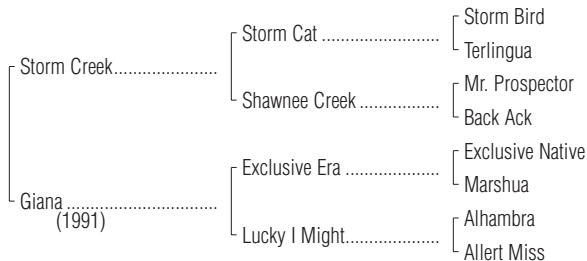 Storm Bird
Storm Cat ..............................
Terlingua
Storm Creek..........................
Mr. Prospector
Shawnee Creek ....................
Back Ack
Exclusive Native
Exclusive Era ........................
Marshua
Giana ......................................
(1991)
Alhambra
Lucky I Might........................
Allert Miss